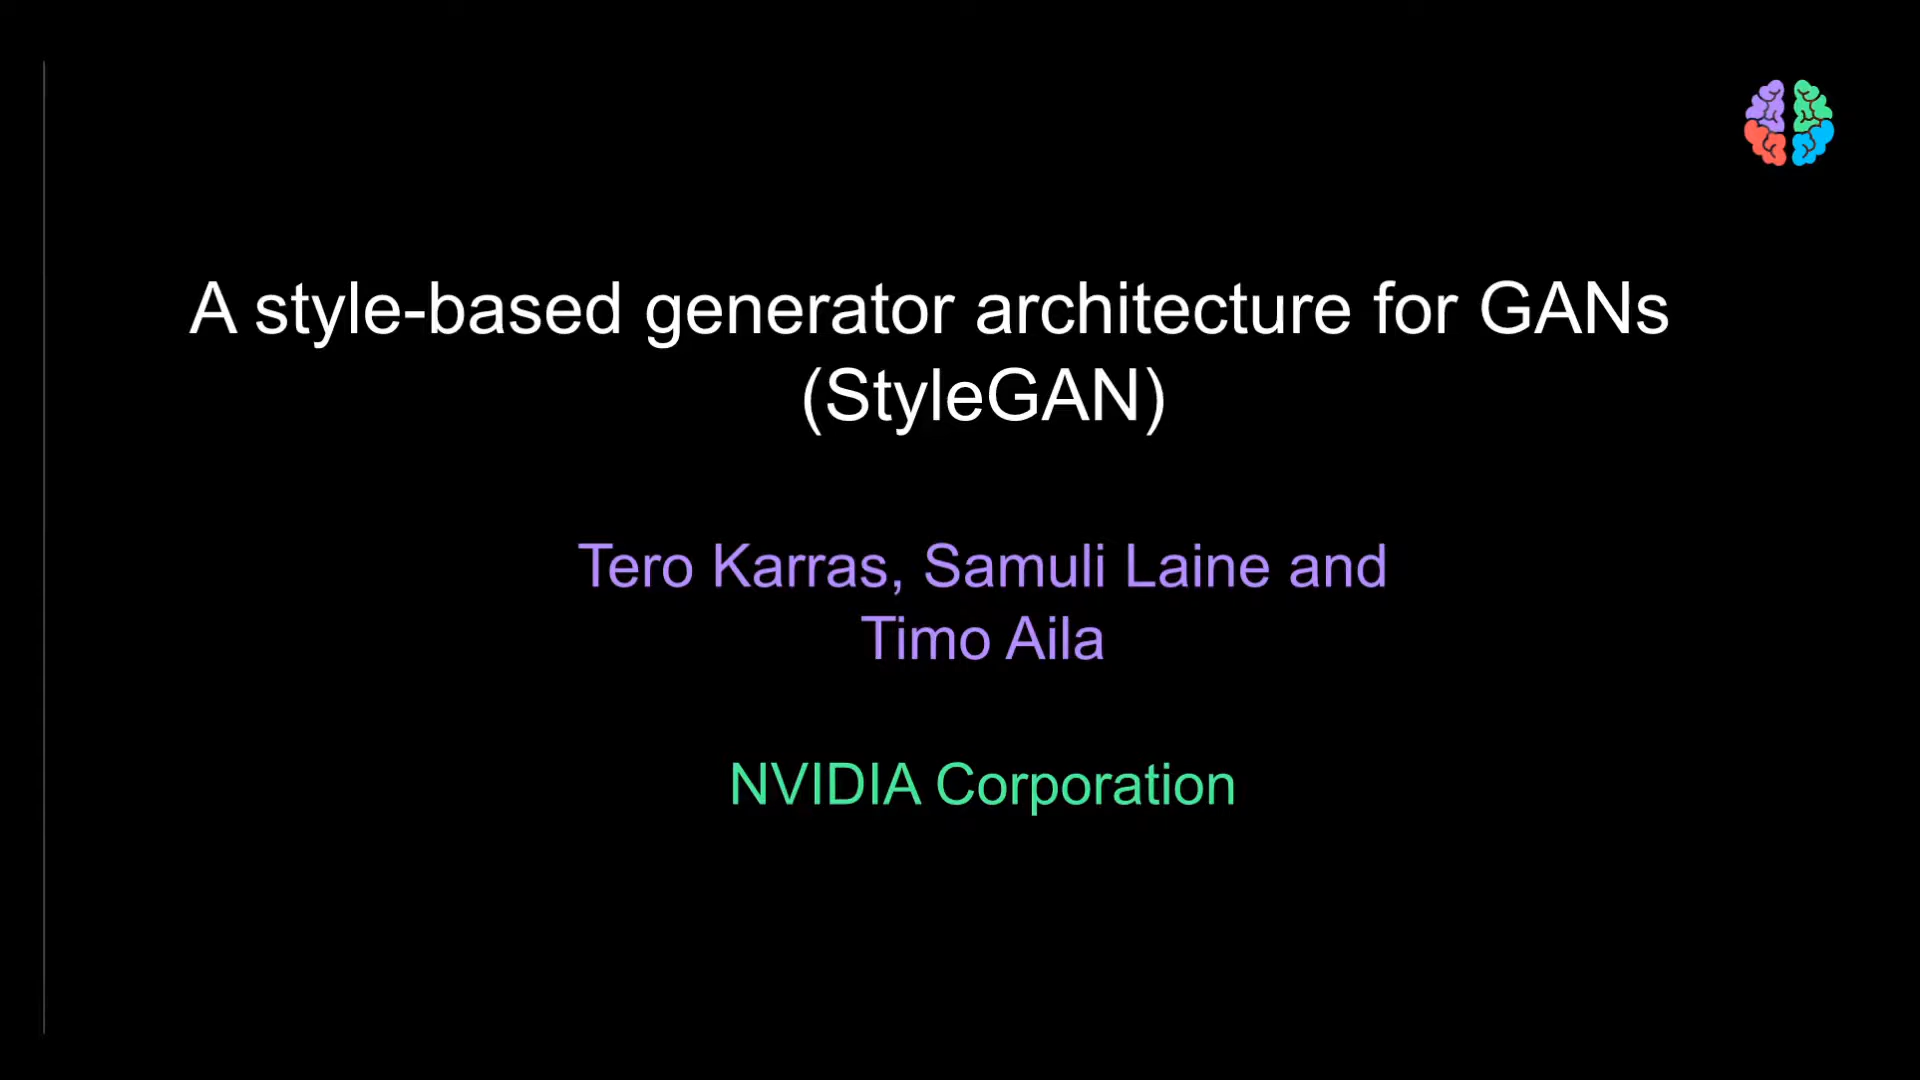 A style-based generator architecture for GANs
(StyleGAN)
Tero Karras, Samuli Laine and
Timo Aila
NVIDIA Corporation